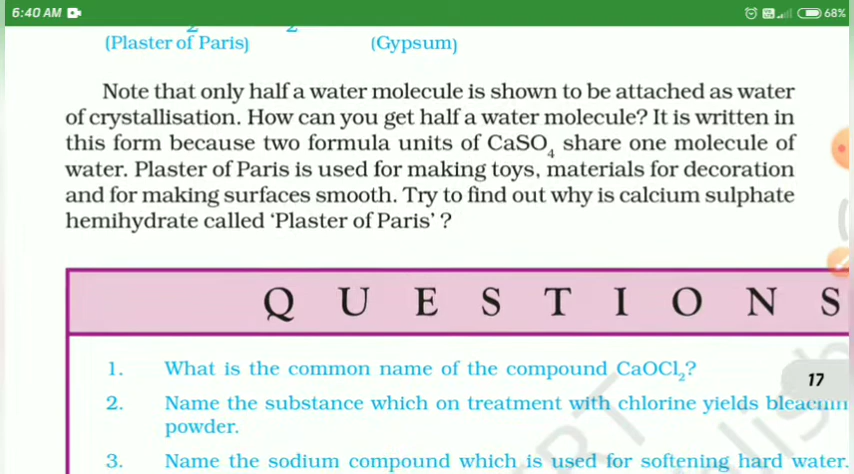 6:40 AM
68%
(Plaster of Paris) (Gypsum)
Note that only half a water molecule is shown to be attached as water
of crystallisation. How can you get half a water molecule? It is written in
this form because two formula units of CaSO₄ share one molecule of
water. Plaster of Paris is used for making toys, materials for decoration
and for making surfaces smooth. Try to find out why is calcium sulphate
hemihydrate called ‘Plaster of Paris’ ?
QUESTIONS
1. What is the common name of the compound CaOCl₂?
17
2. Name the substance which on treatment with chlorine yields bleachin
powder.
3. Name the sodium compound which is used for softening hard water.